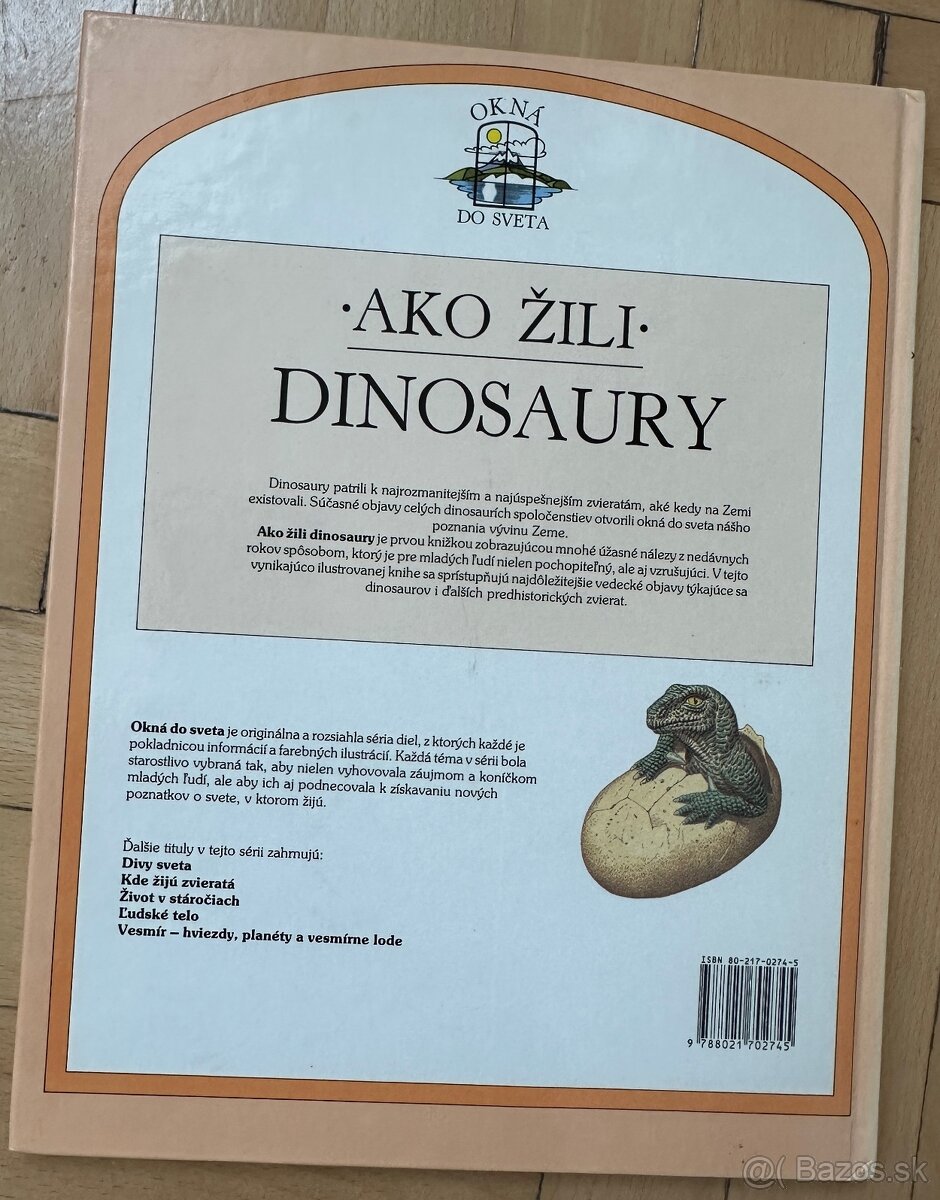 OKNÁ
DO SVETA
·AKO ŽILI·
DINOSAURY
Dinosaury patrili k najrozmanitejším a najúspešnejším zvieratám, aké kedy na Zemi
existovali. Súčasné objavy celých dinosaurích spoločenstiev otvorili okná do sveta nášho
poznania vývinu Zeme.
Ako žili dinosaury je prvou knižkou zobrazujúcou mnohé úžasné nálezy z nedávnych
rokov spôsobom, ktorý je pre mladých ľudí nielen pochopiteľný, ale aj vzrušujúci. V tejto
vynikajúco ilustrovanej knihe sa sprístupňujú najdôležitejšie vedecké objavy týkajúce sa
dinosaurov i ďalších predhistorických zvierat.
Okná do sveta je originálna a rozsiahla séria diel, z ktorých každé je
pokladnicou informácií a farebných ilustrácií. Každá téma v sérii bola
starostlivo vybraná tak, aby nielen vyhovovala záujmom a koníčkom
mladých ľudí, ale aby ich aj podnecovala k získavaniu nových
poznatkov o svete, v ktorom žijú.
Ďalšie tituly v tejto sérii zahrnujú:
Divy sveta
Kde žijú zvieratá
Život v stáročiach
Ľudské telo
Vesmír – hviezdy, planéty a vesmírne lode
ISBN 80-217-0274-5
9 788021 702745
@( Bazos.sk